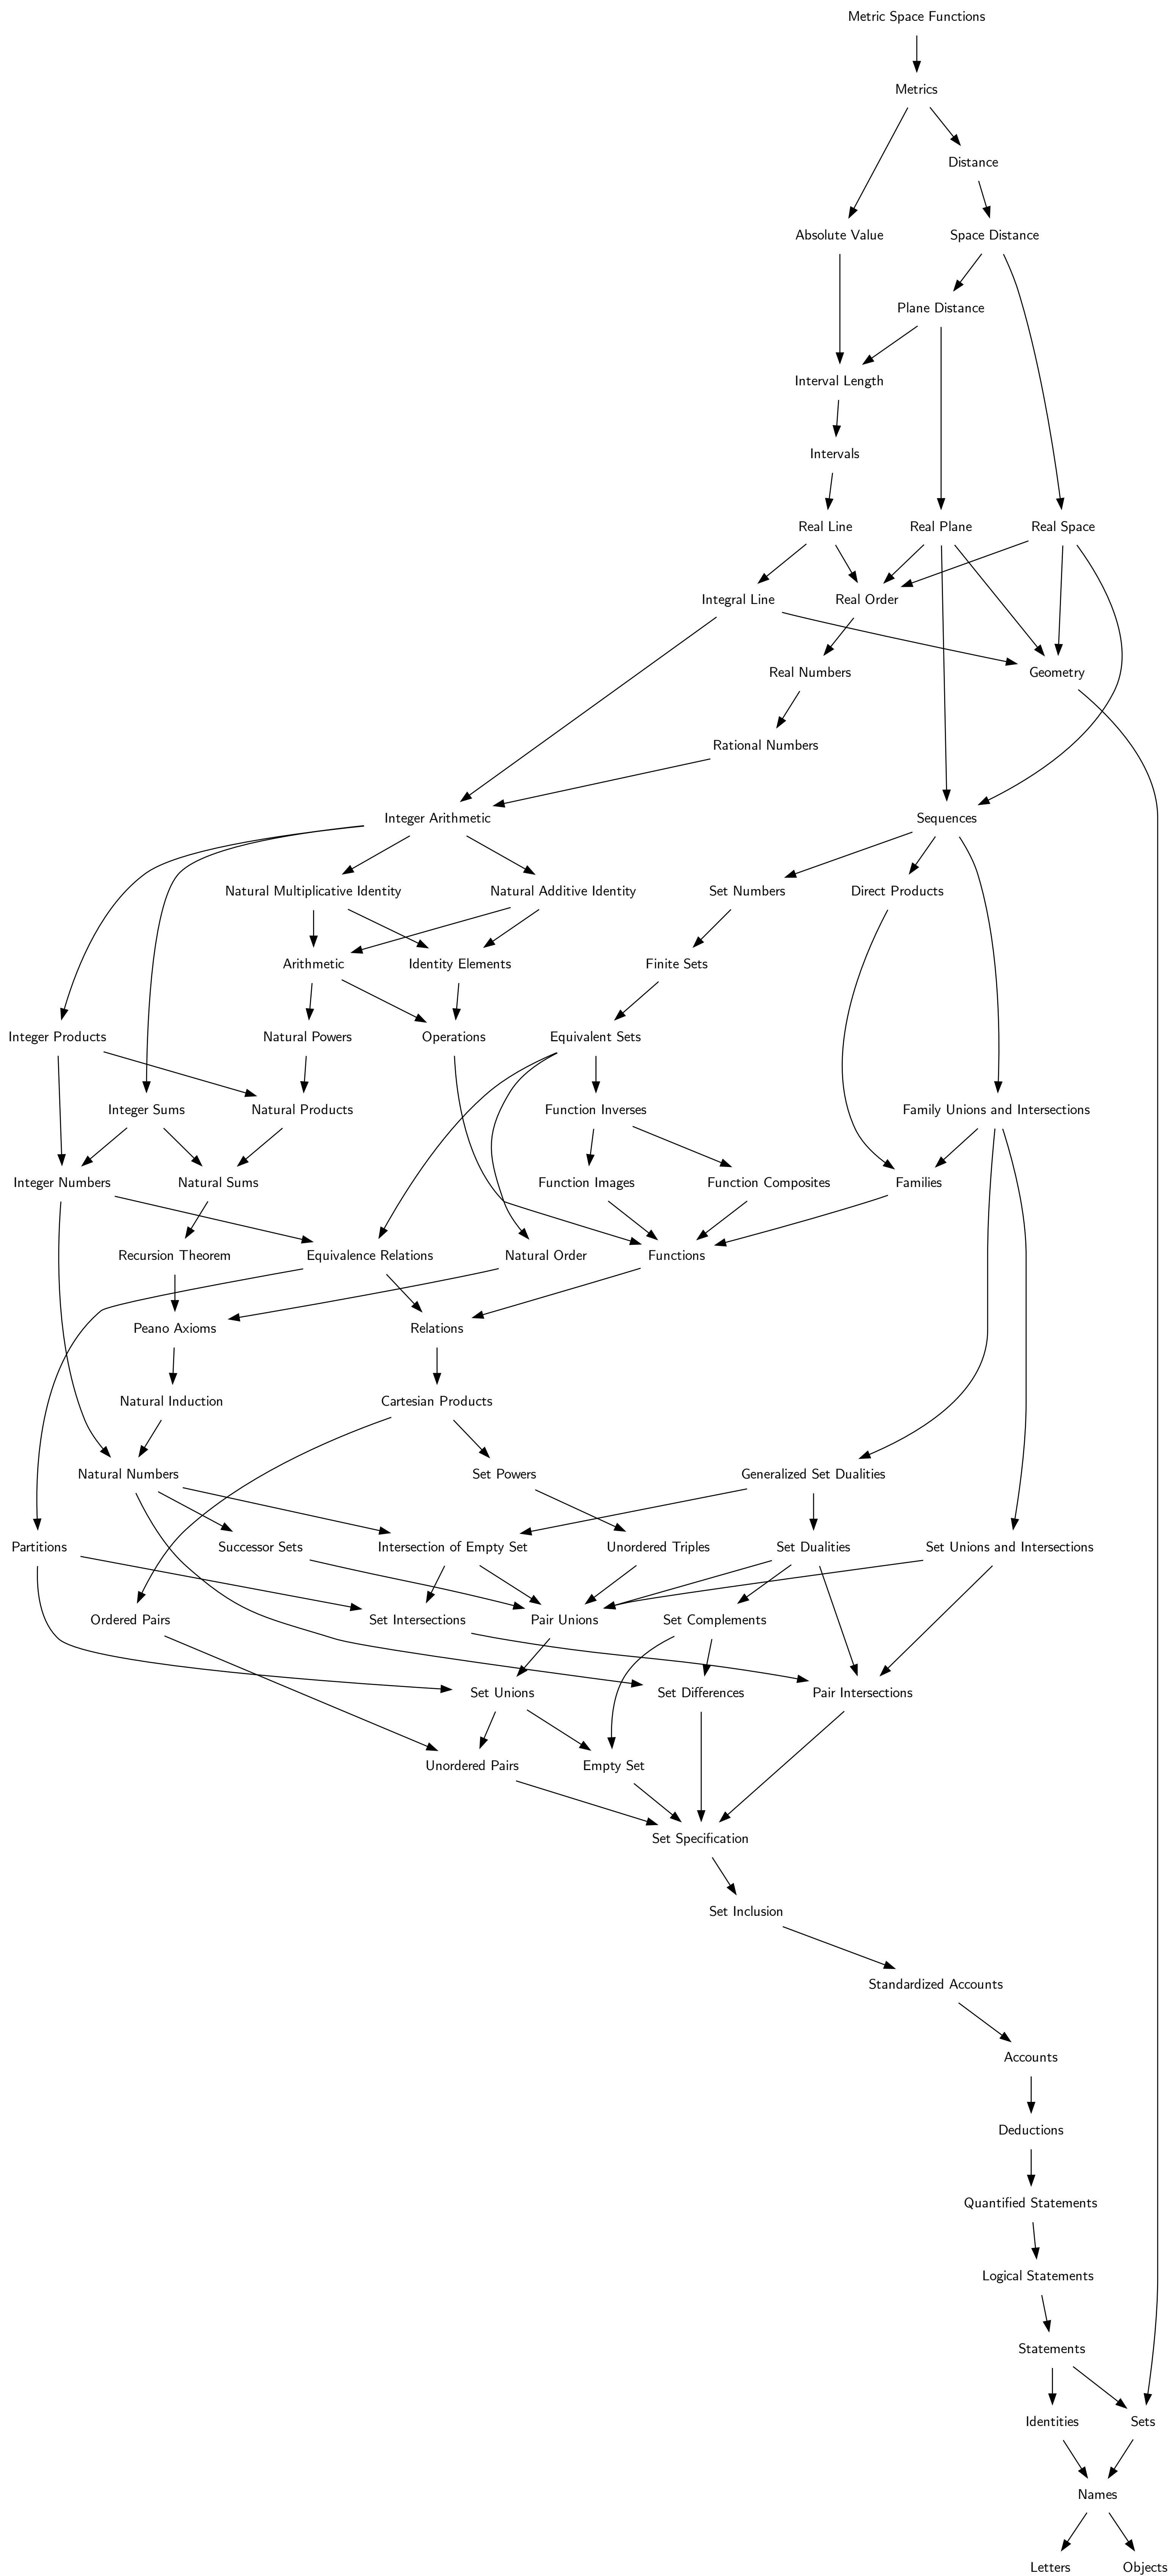 Metric Space Functions
Metrics
Distance
Absolute Value
Space Distance
Plane Distance
Interval Length
Intervals
Real Line
Real Plane
Real Space
Integral Line
Real Order
Real Numbers
Geometry
Rational Numbers
Integer Arithmetic
Sequences
Natural Multiplicative Identity
Natural Additive Identity
Set Numbers
Direct Products
Arithmetic
Identity Elements
Finite Sets
Integer Products
Natural Powers
Operations
Equivalent Sets
Integer Sums
Natural Products
Function Inverses
Family Unions and Intersections
Integer Numbers
Natural Sums
Function Images
Function Composites
Families
Recursion Theorem
Equivalence Relations
Natural Order
Functions
Peano Axioms
Relations
Natural Induction
Cartesian Products
Natural Numbers
Set Powers
Generalized Set Dualities
Partitions
Successor Sets
Intersection of Empty Set
Unordered Triples
Set Dualities
Set Unions and Intersections
Ordered Pairs
Set Intersections
Pair Unions
Set Complements
Set Unions
Set Differences
Pair Intersections
Unordered Pairs
Empty Set
Set Specification
Set Inclusion
Standardized Accounts
Accounts
Deductions
Quantified Statements
Logical Statements
Statements
Identities
Sets
Names
Letters
Objects